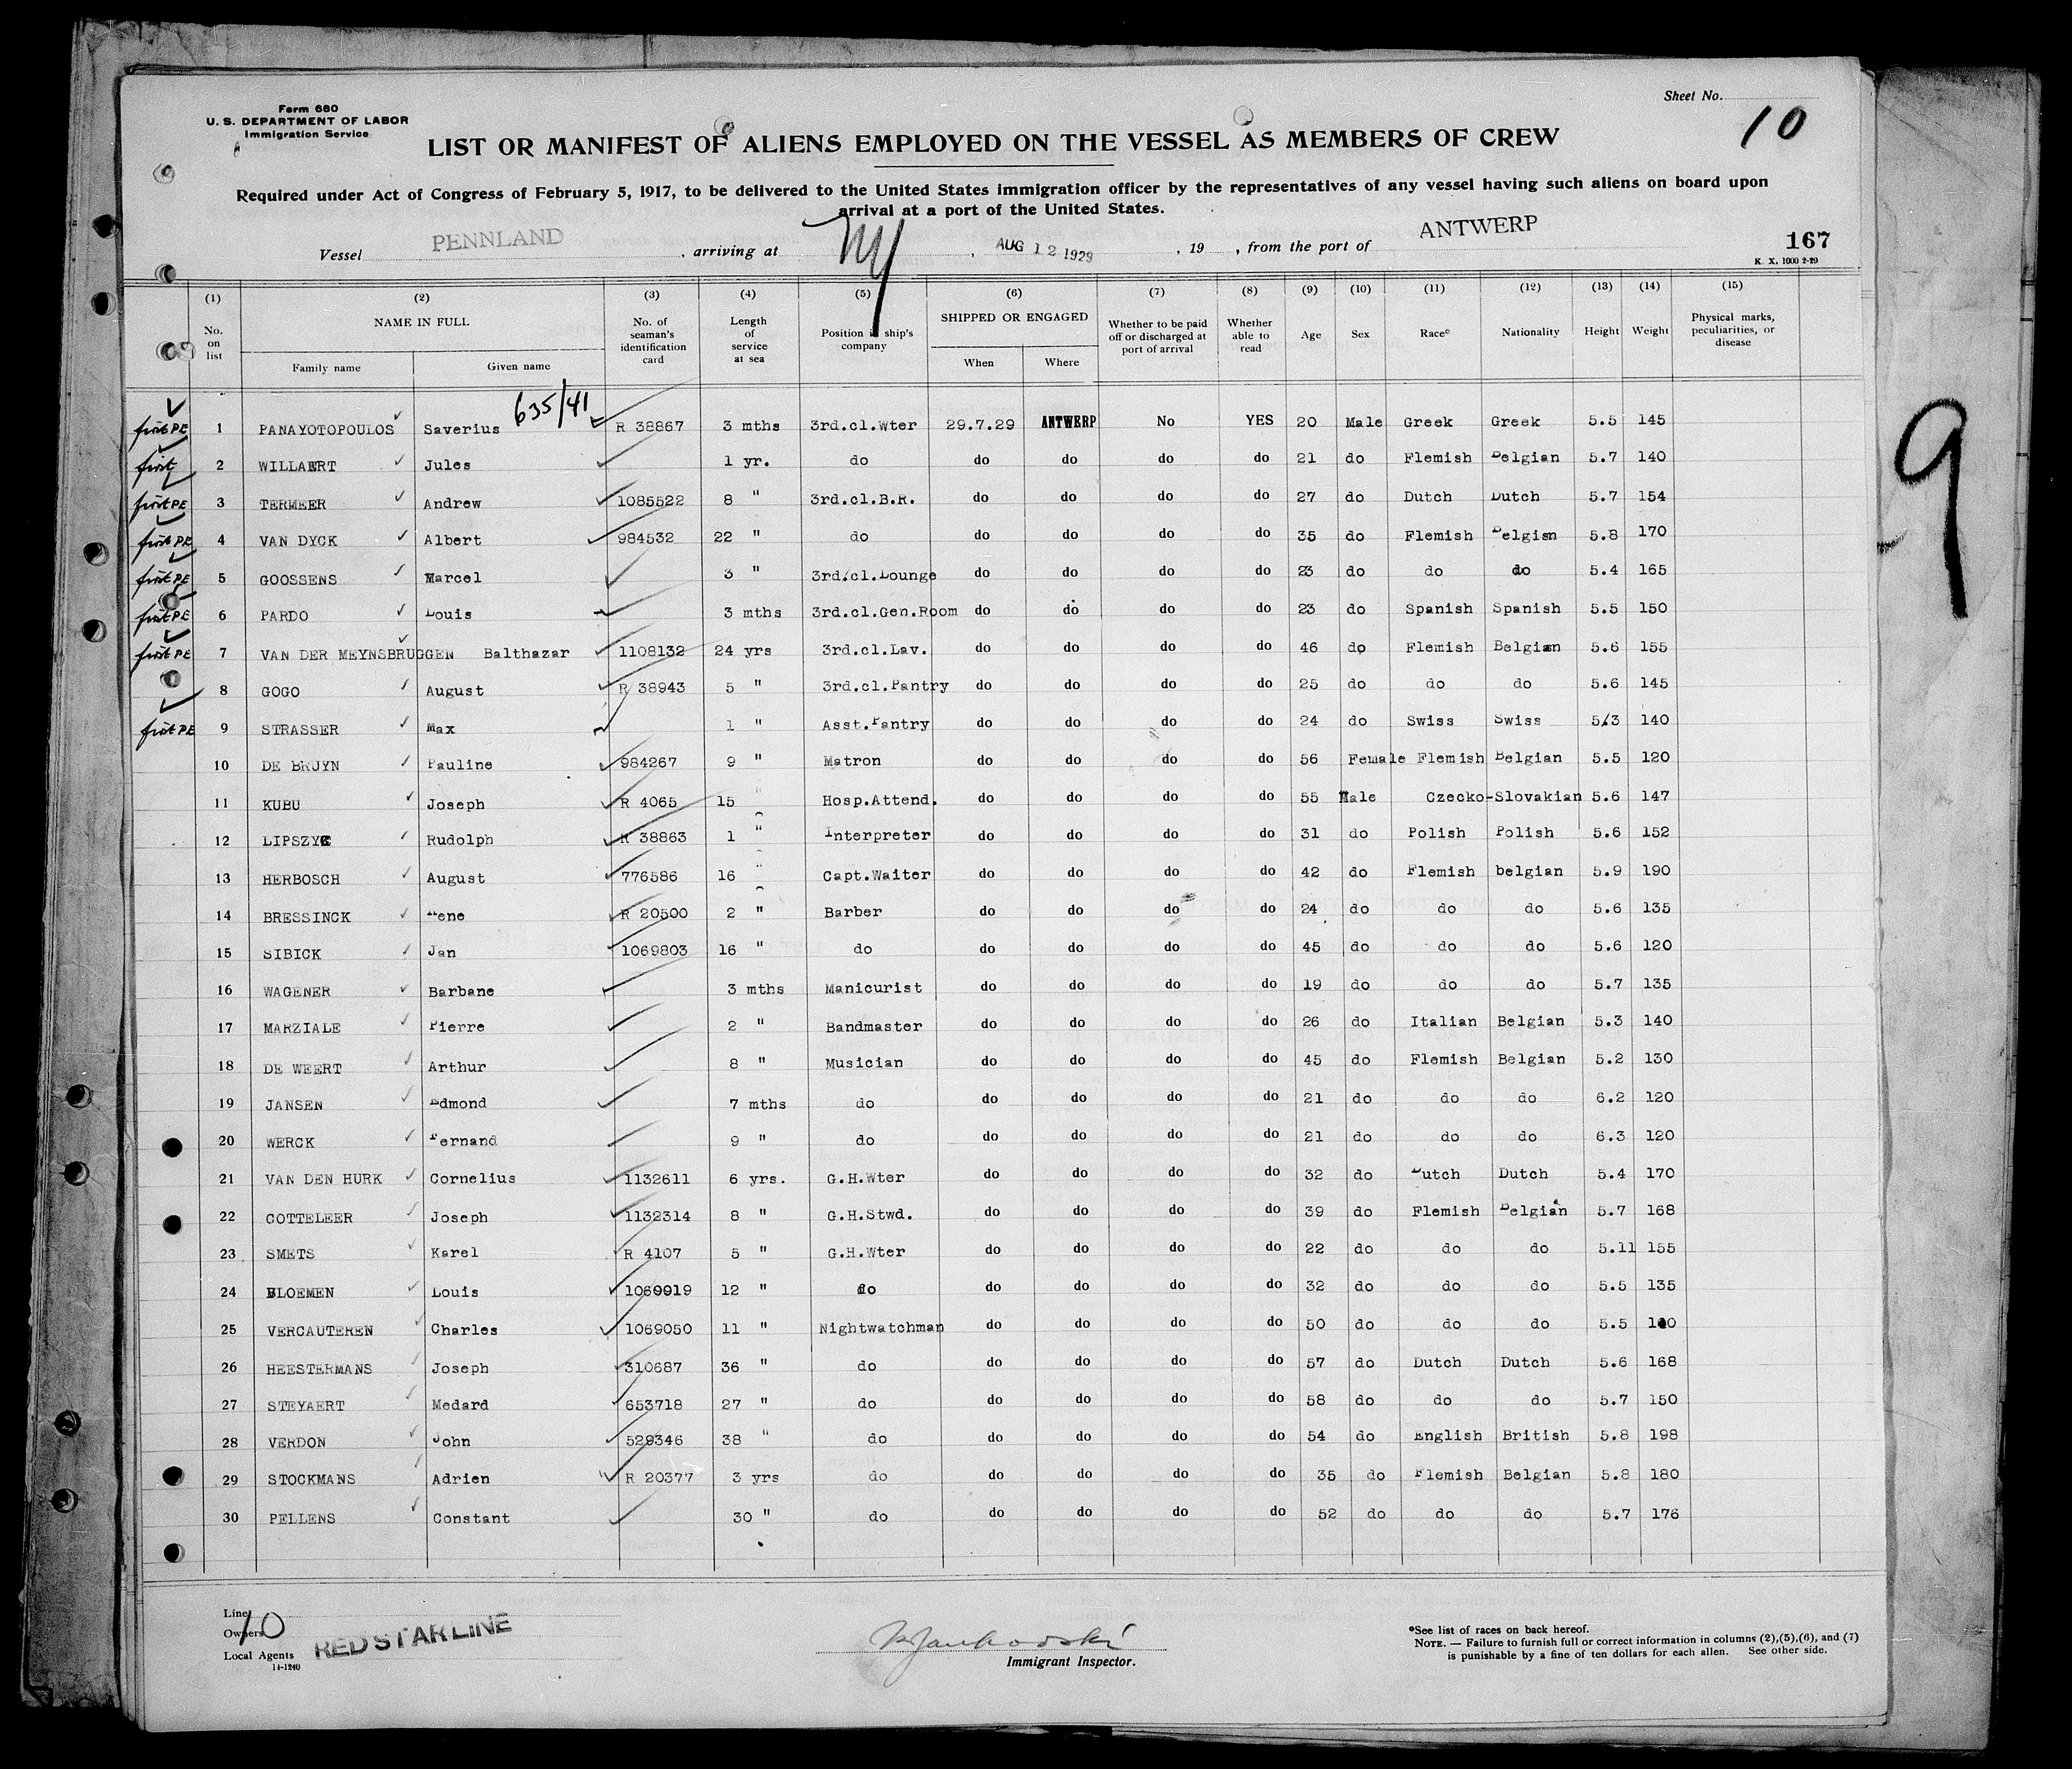 Form 680
U. S. DEPARTMENT OF LABOR
Immigration Service
Sheet No.
10
LIST OR MANIFEST OF ALIENS EMPLOYED ON THE VESSEL AS MEMBERS OF CREW
Required under Act of Congress of February 5, 1917, to be delivered to the United States immigration officer by the representatives of any vessel having such aliens on board upon
arrival at a port of the United States.
Vessel PENNLAND , arriving at NY , AUG 12 1929 , 19 , from the port of ANTWERP 167
K. X. 1000 2-29
(1) (2) (3) (4) (5) (6) (7) (8) (9) (10) (11) (12) (13) (14) (15)
No. on list NAME IN FULL Family name Given name No. of seaman's identification card Length of service at sea Position in ship's company SHIPPED OR ENGAGED When Where Whether to be paid off or discharged at port of arrival Whether able to read Age Sex Race* Nationality Height Weight Physical marks, peculiarities, or disease
635/41
first PE 1 PANAYOTOPOULOS Saverius R 38867 3 mths 3rd.cl.Wter 29.7.29 ANTWERP No YES 20 Male Greek Greek 5.5 145
first 2 WILLAERT Jules 1 yr. do do do do do 21 do Flemish Belgian 5.7 140
first PE 3 TERMEER Andrew 1085522 8 " 3rd.cl.B.R. do do do do 27 do Dutch Dutch 5.7 154
first PE 4 VAN DYCK Albert 984532 22 " do do do do do 35 do Flemish Belgian 5.8 170
first PE 5 GOOSSENS Marcel 3 " 3rd.cl.Lounge do do do do 23 do do do 5.4 165
first PE 6 PARDO Louis 3 mths 3rd.cl.Gen.Room do do do do 23 do Spanish Spanish 5.5 150
first PE 7 VAN DER MEYNSBRUGGEN Balthazar 1108132 24 yrs 3rd.cl.Lav. do do do do 46 do Flemish Belgian 5.6 155
8 GOGO August R 38943 5 " 3rd.cl.Pantry do do do do 25 do do do 5.6 145
first PE 9 STRASSER Max 1 " Asst.Pantry do do do do 24 do Swiss Swiss 5/3 140
10 DE BRUYN Pauline 984267 9 " Matron do do do do 56 Female Flemish Belgian 5.5 120
11 KUBU Joseph R 4065 15 " Hosp.Attend. do do do do 55 Male Czecko-Slovakian 5.6 147
12 LIPSZYC Rudolph R 38863 1 " Interpreter do do do do 31 do Polish Polish 5.6 152
13 HERBOSCH August 776586 16 " Capt.Waiter do do do do 42 do Flemish belgian 5.9 190
14 BRESSINCK Rene R 20500 2 " Barber do do do do 24 do do do 5.6 135
15 SIBICK Jan 1069803 16 " do do do do do 45 do do do 5.6 120
16 WAGENER Barbane 3 mths Manicurist do do do do 19 do do do 5.7 135
17 MARZIALE Pierre 2 " Bandmaster do do do do 26 do Italian Belgian 5.3 140
18 DE WEERT Arthur 8 " Musician do do do do 45 do Flemish Belgian 5.2 130
19 JANSEN Edmond 7 mths do do do do do 21 do do do 6.2 120
20 WERCK Fernand 9 " do do do do do 21 do do do 6.3 120
21 VAN DEN HURK Cornelius 1132611 6 yrs. G.H.Wter do do do do 32 do Dutch Dutch 5.4 170
22 COTTELEER Joseph 1132314 8 " G.H.Stwd. do do do do 39 do Flemish Belgian 5.7 168
23 SMETS Karel R 4107 5 " G.H.Wter do do do do 22 do do do 5.11 155
24 BLOEMEN Louis 1069919 12 " do do do do do 32 do do do 5.5 135
25 VERCAUTEREN Charles 1069050 11 " Nightwatchman do do do do 50 do do do 5.5
26 HEESTERMANS Joseph 310687 36 " do do do do do 57 do Dutch Dutch 5.6 168
27 STEYAERT Medard 653718 27 " do do do do do 58 do do do 5.7 150
28 VERDON John 529346 38 " do do do do do 54 do English British 5.8 198
29 STOCKMANS Adrien R 20377 3 yrs do do do do do 35 do Flemish Belgian 5.8 180
30 PELLENS Constant 30 " do do do do do 52 do do do 5.7 176
Line
10
Owners
Local Agents RED STAR LINE
14-1240
Immigrant Inspector.
*See list of races on back hereof.
NOTE. — Failure to furnish full or correct information in columns (2),(5),(6), and (7)
is punishable by a fine of ten dollars for each alien. See other side.
9